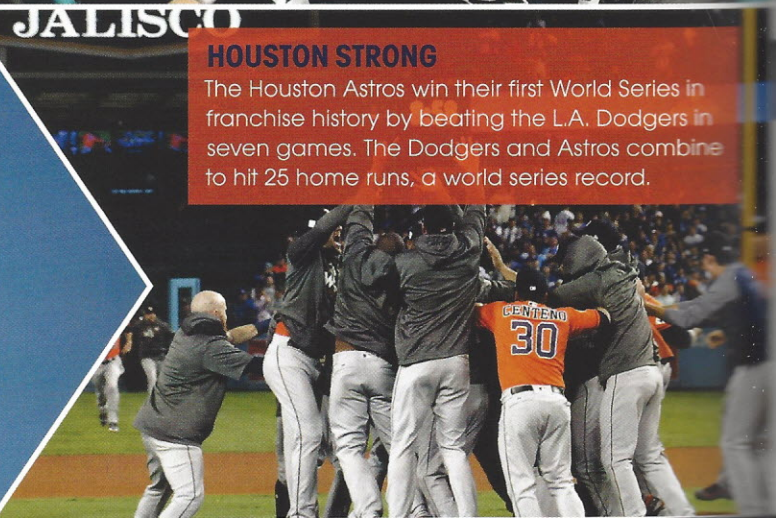 JALISCO
HOUSTON STRONG
The Houston Astros win their first World Series in
franchise history by beating the L.A. Dodgers in
seven games. The Dodgers and Astros combine
to hit 25 home runs, a world series record.
CENTENO
30